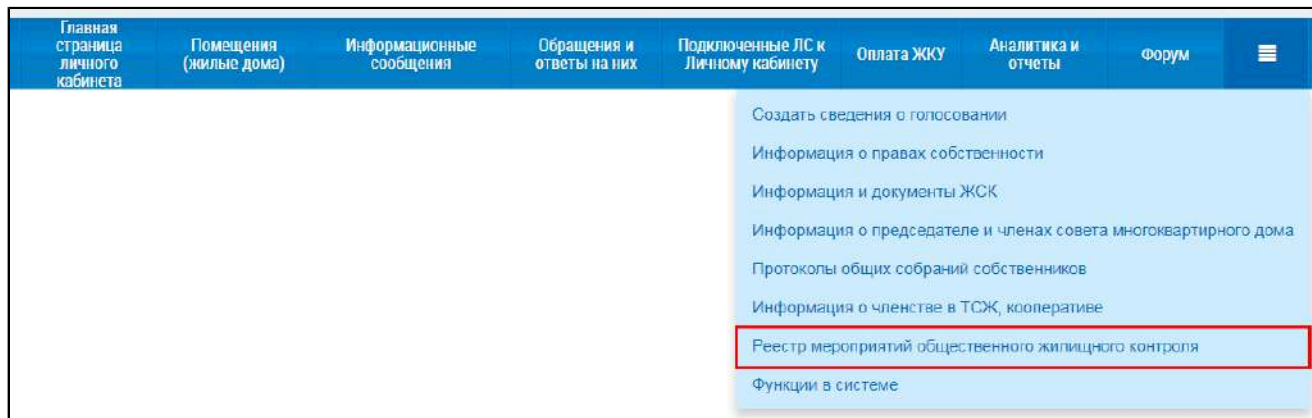 Главная
страница
личного
кабинета
Помещения
(жилые дома)
Информационные
сообщения
Обращения и
ответы на них
Подключенные ЛС к
Личному кабинету
Оплата ЖКУ
Аналитика и
отчеты
Форум
Создать сведения о голосовании
Информация о правах собственности
Информация и документы ЖСК
Информация о председателе и членах совета многоквартирного дома
Протоколы общих собраний собственников
Информация о членстве в ТСЖ, кооперативе
Реестр мероприятий общественного жилищного контроля
Функции в системе